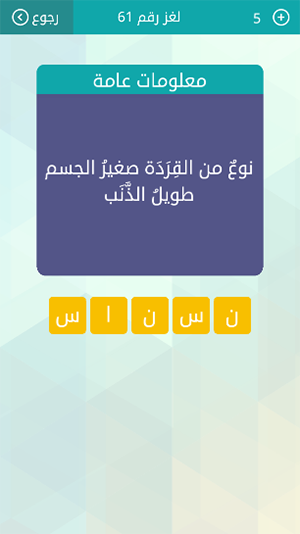 رجوع
لغز رقم 61
5
معلومات عامة
نوعٌ من القِرَدَة صغيرُ الجسم
طويلُ الذَّنَب
ن س ن ا س